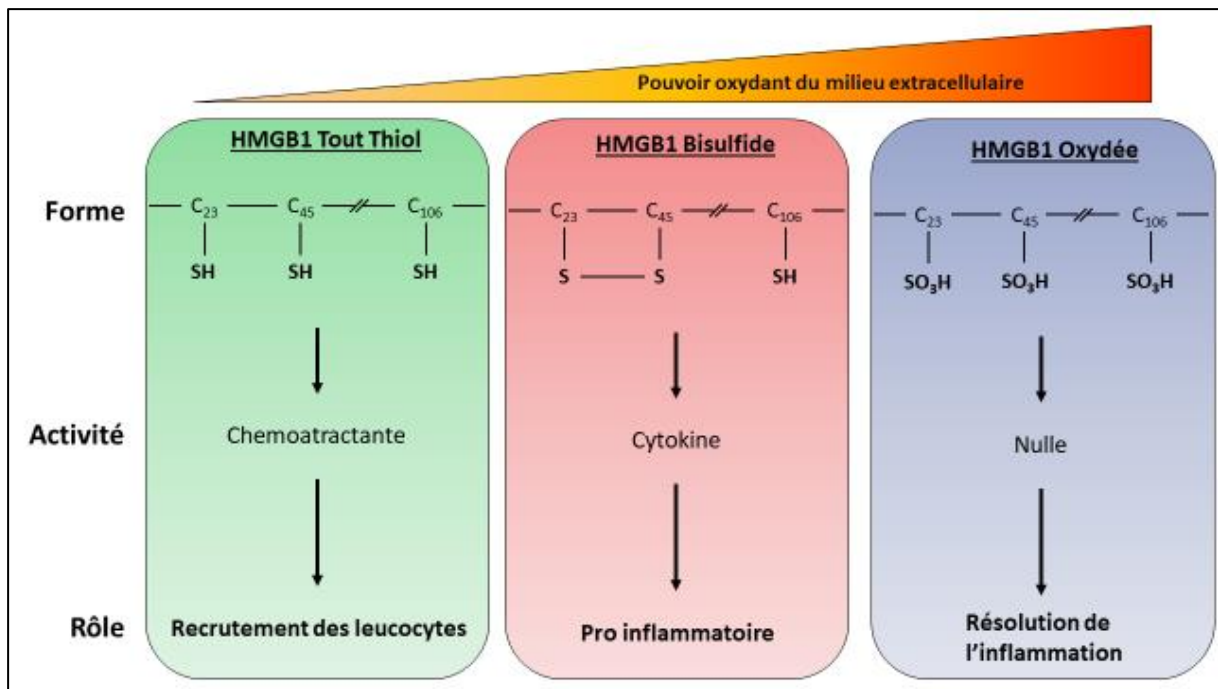 Pouvoir oxydant du milieu extracellulaire
HMGB1 Tout Thiol
HMGB1 Bisulfide
HMGB1 Oxydée
Forme
C23 C45 C106
SH SH SH
C23 C45 C106
S S SH
C23 C45 C106
SO3H SO3H SO3H
Activité
Chemoatractante
Cytokine
Nulle
Rôle
Recrutement des leucocytes
Pro inflammatoire
Résolution de
l'inflammation